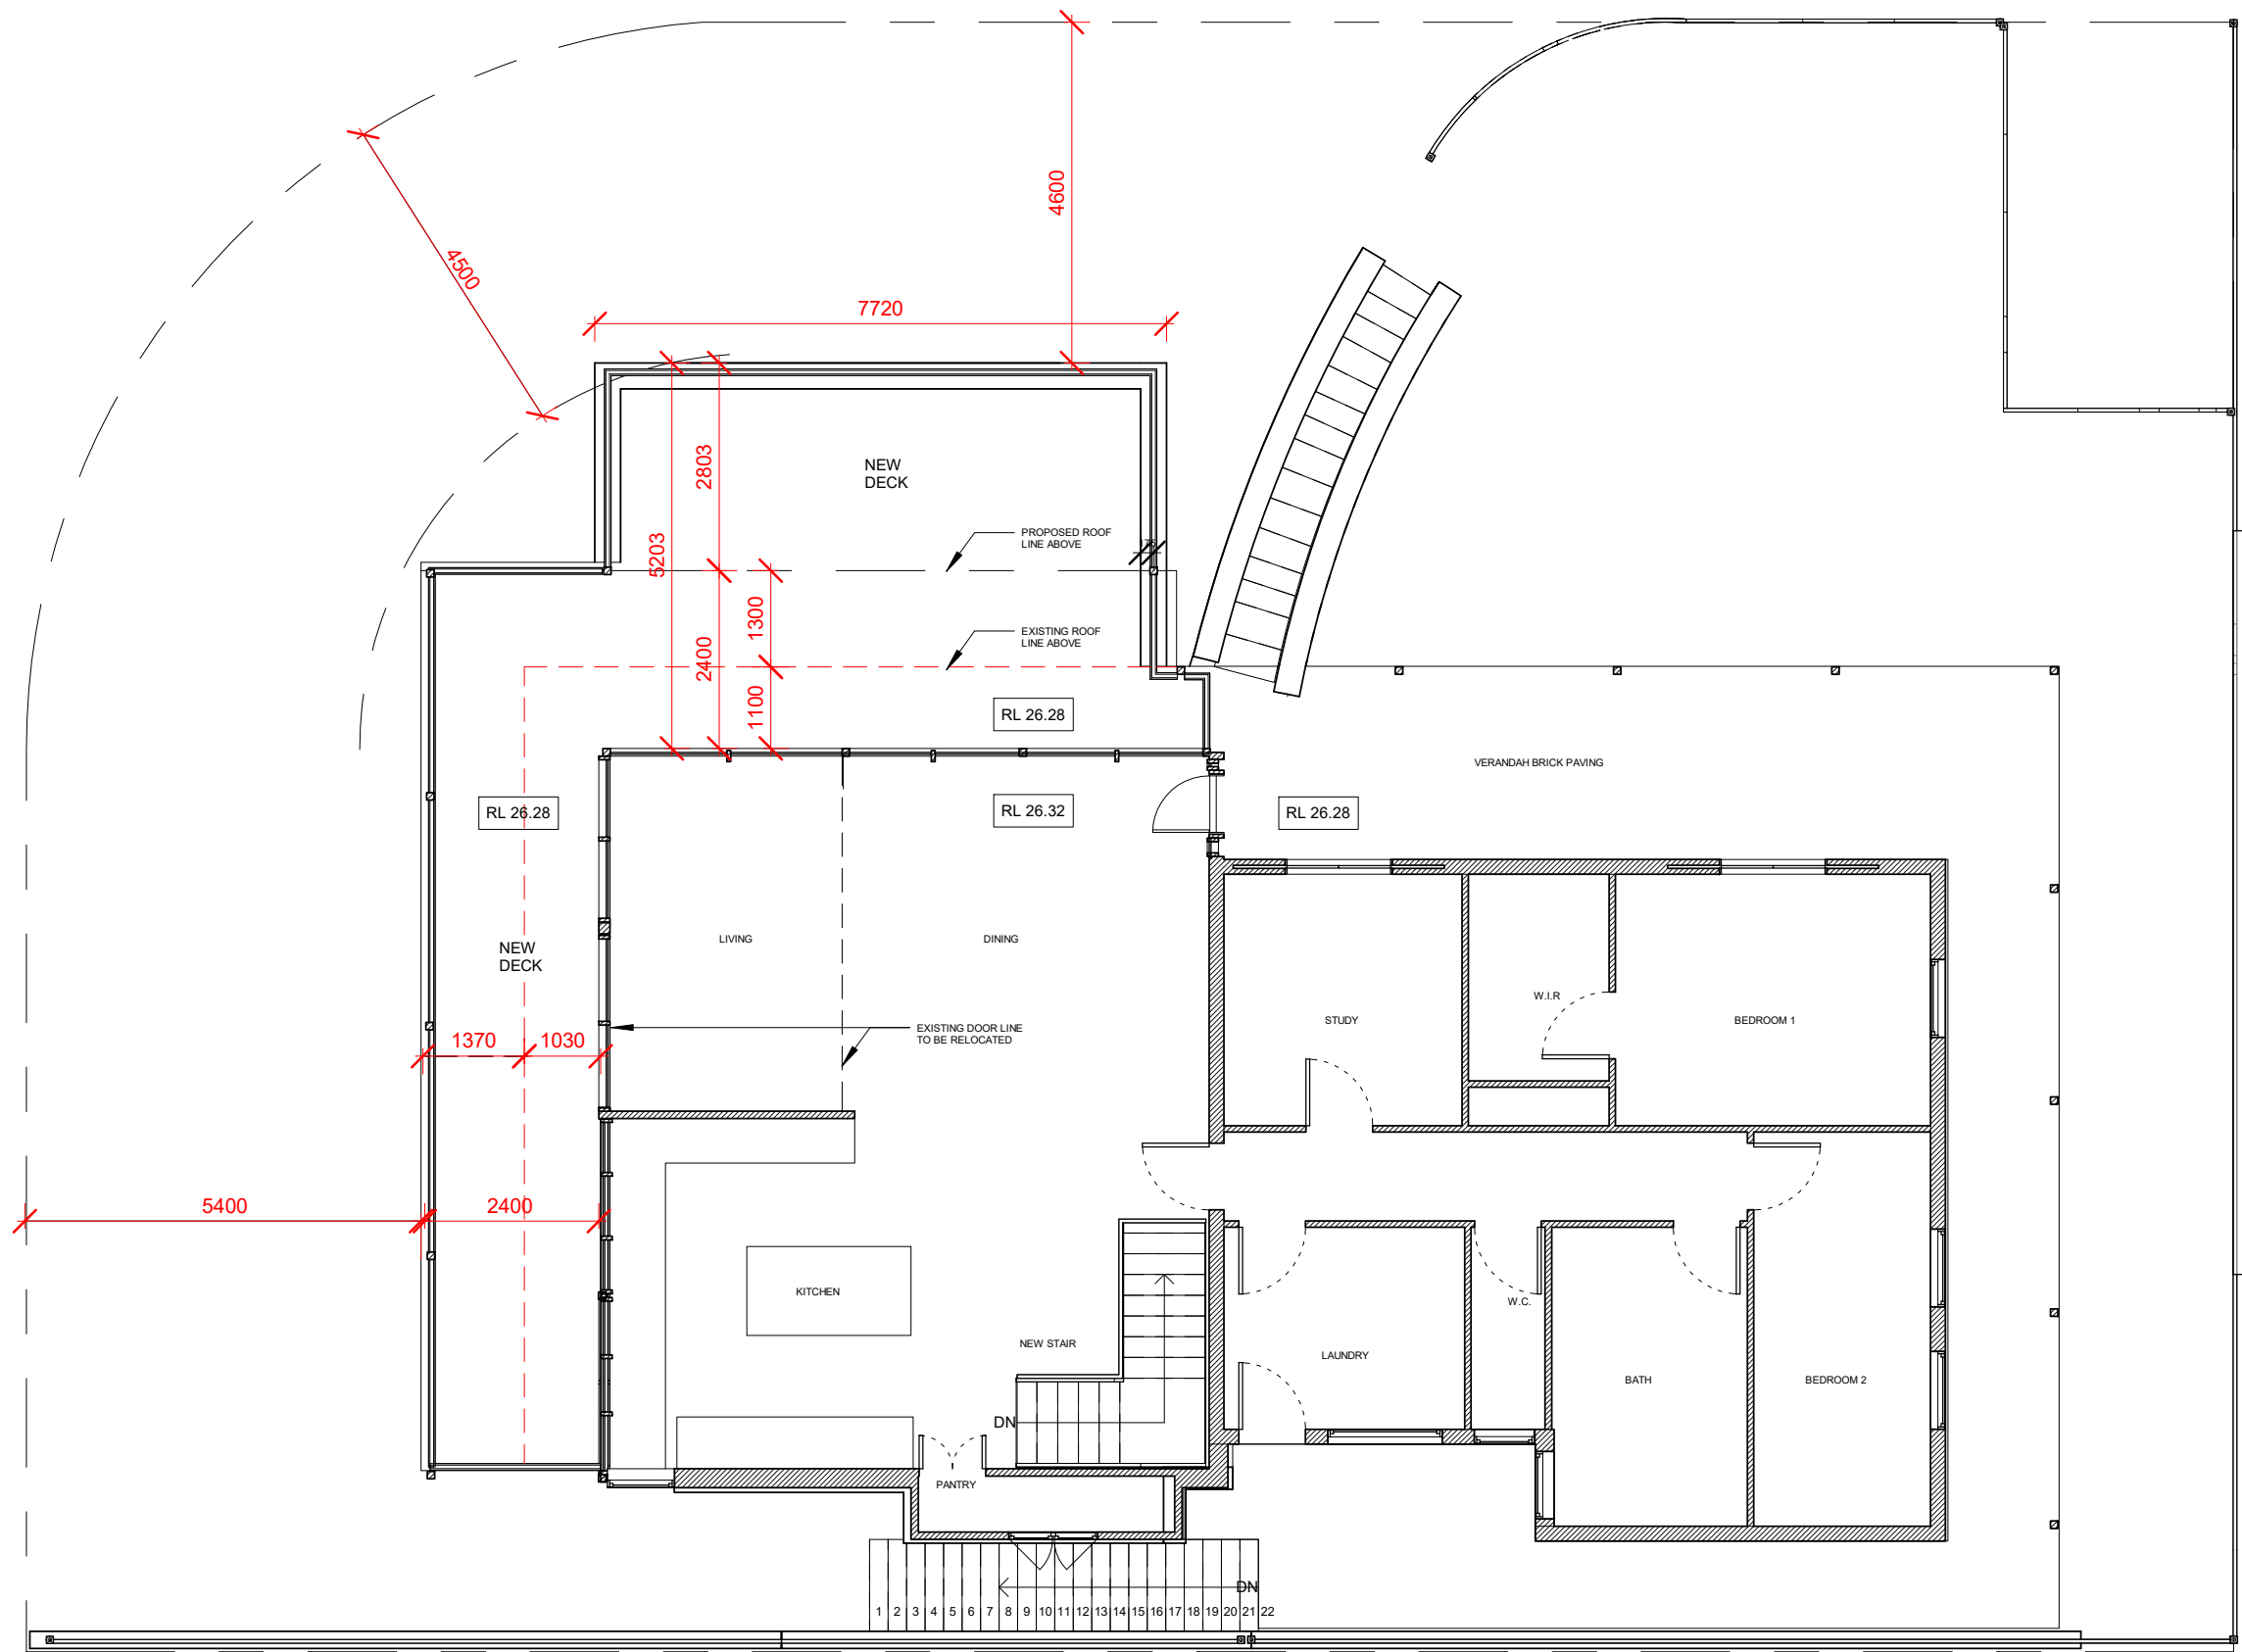 4600
4500
7720
2803
NEW
DECK
PROPOSED ROOF
LINE ABOVE
5203
1300
EXISTING ROOF
LINE ABOVE
2400
1100
RL 26.28
VERANDAH BRICK PAVING
RL 26.28
RL 26.32
RL 26.28
LIVING
DINING
NEW
DECK
W.I.R
STUDY
BEDROOM 1
EXISTING DOOR LINE
TO BE RELOCATED
1370
1030
5400
2400
KITCHEN
W.C.
NEW STAIR
LAUNDRY
BATH
BEDROOM 2
DN
PANTRY
DN
1 2 3 4 5 6 7 8 9 10 11 12 13 14 15 16 17 18 19 20 21 22